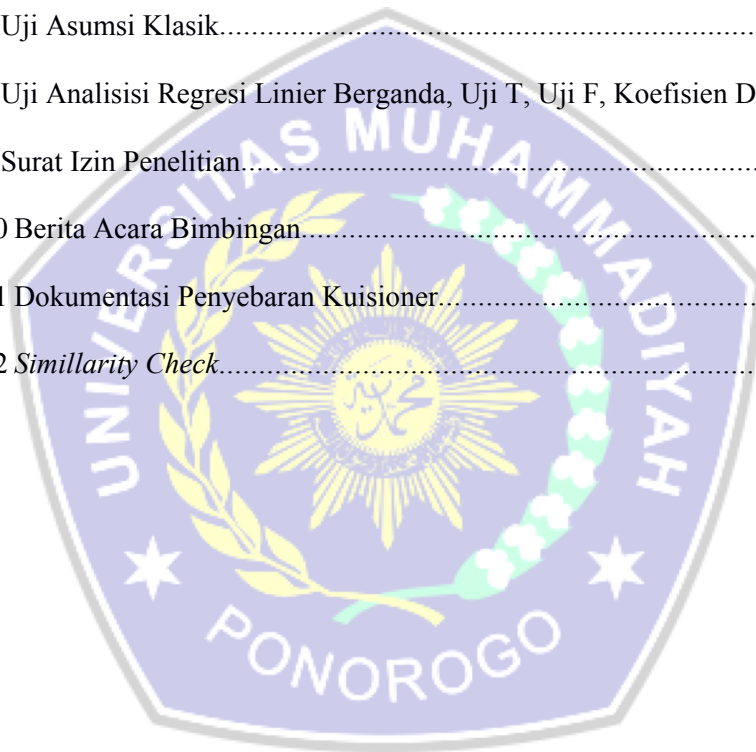 Uji Asumsi Klasik..............................................................................
Uji Analisisi Regresi Linier Berganda, Uji T, Uji F, Koefisien D
Surat Izin Penelitian..........................................................................
0 Berita Acara Bimbingan..................................................................
1 Dokumentasi Penyebaran Kuisioner...............................................
2 Simillarity Check............................................................................
UNIVERSITAS MUHAMMADIYAH
PONOROGO
محمد